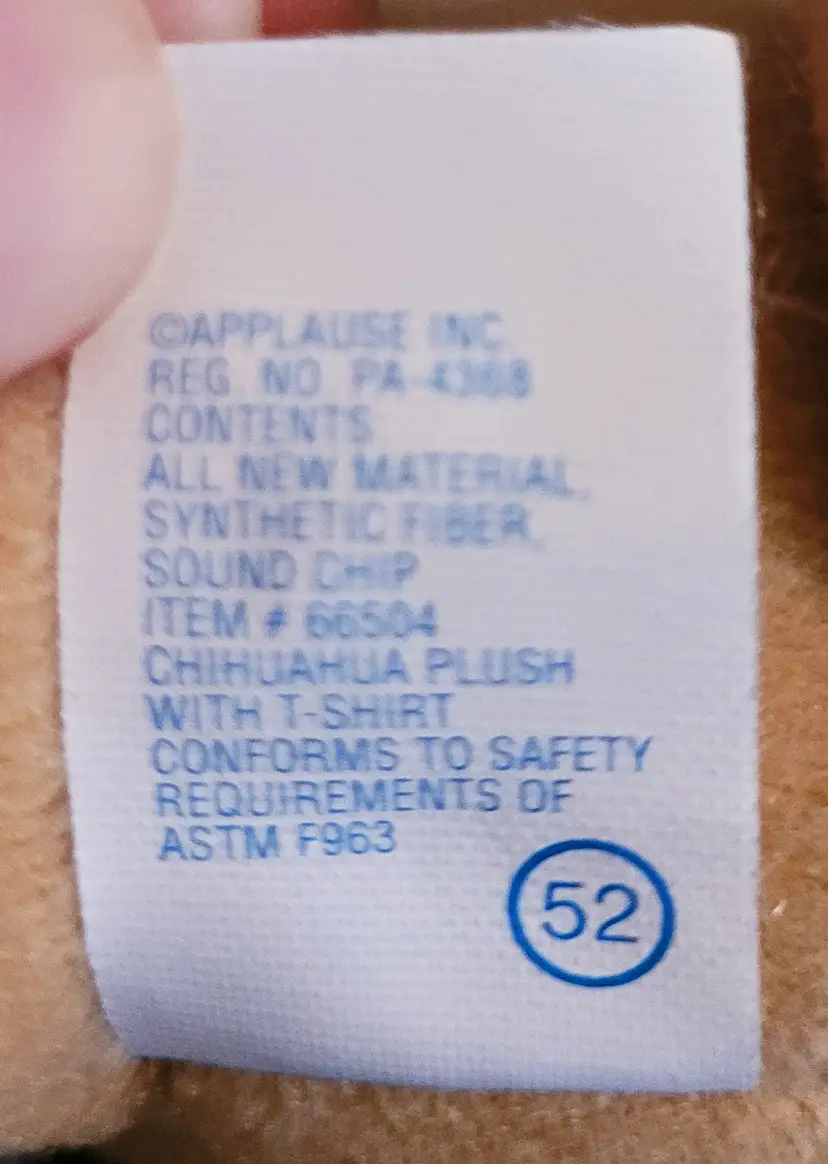 ©APPLAUSE INC.
REG. NO. PA-4368
CONTENTS
ALL NEW MATERIAL,
SYNTHETIC FIBER,
SOUND CHIP
ITEM # 66504
CHIHUAHUA PLUSH
WITH T-SHIRT
CONFORMS TO SAFETY
REQUIREMENTS OF
ASTM F963
52